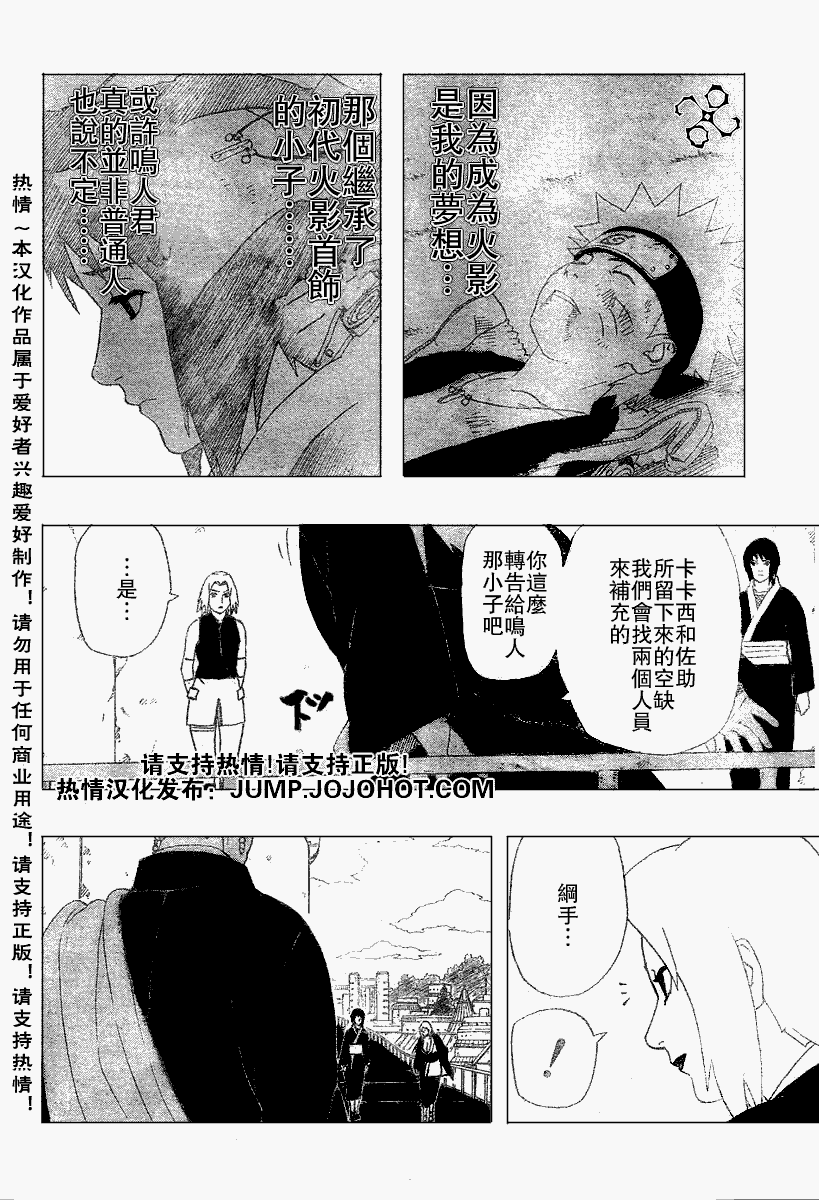 因為成為火影
是我的夢想…
那個繼承了
初代火影首飾
的小子……
或許鳴人君
真的並非普通人
也說不定……
卡卡西和佐助
所留下來的空缺
我們會找兩個人員
來補充的
你這麼
轉告給鳴人
那小子吧
…是…
请支持热情!请支持正版!
热情汉化发布：JUMP.JOJOHOT.COM
綱手…
！
热情～本汉化作品属于爱好者兴趣爱好制作！请勿用于任何商业用途！请支持正版！请支持热情！